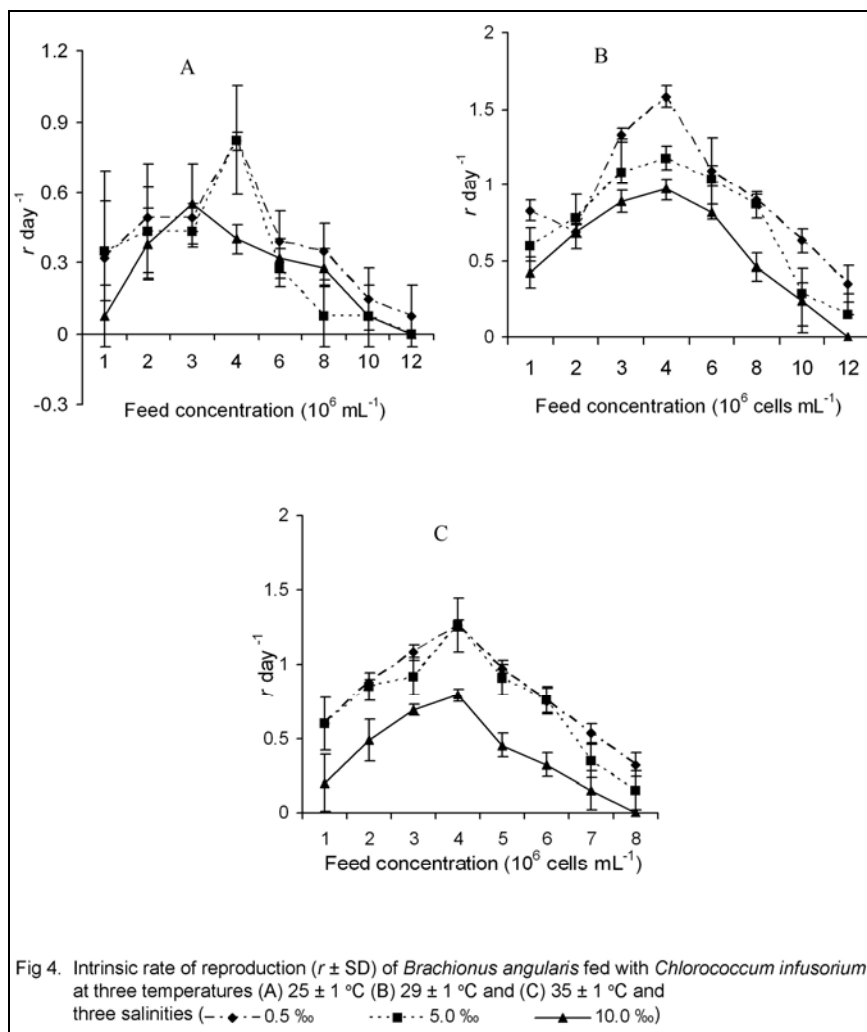 A
1.2
0.9
0.6
0.3
0
-0.3
r day⁻¹
1 2 3 4 6 8 10 12
Feed concentration (10⁶ mL⁻¹)
B
2
1.5
1
0.5
0
r day⁻¹
1 2 3 4 6 8 10 12
Feed concentration (10⁶ cells mL⁻¹)
C
2
1.5
1
0.5
0
r day⁻¹
1 2 3 4 5 6 7 8
Feed concentration (10⁶ cells mL⁻¹)
Fig 4. Intrinsic rate of reproduction (r ± SD) of Brachionus angularis fed with Chlorococcum infusorium
at three temperatures (A) 25 ± 1 °C (B) 29 ± 1 °C and (C) 35 ± 1 °C and
three salinities ( 0.5 ‰ 5.0 ‰ 10.0 ‰)